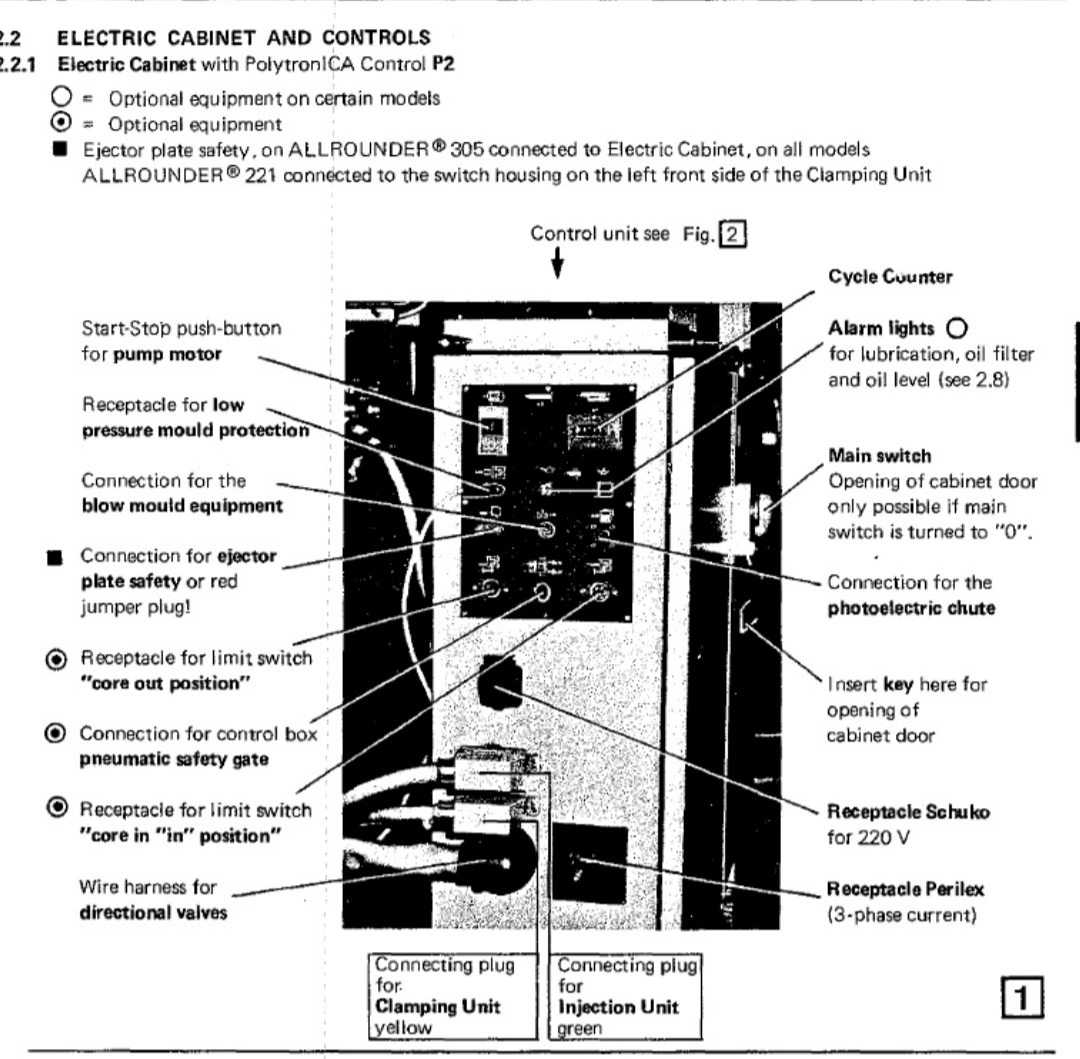 2.2 ELECTRIC CABINET AND CONTROLS
2.2.1 Electric Cabinet with PolytronICA Control P2
○ = Optional equipment on certain models
⦿ = Optional equipment
■ Ejector plate safety, on ALLROUNDER® 305 connected to Electric Cabinet, on all models
ALLROUNDER® 221 connected to the switch housing on the left front side of the Clamping Unit
Control unit see Fig. 2
Start-Stop push-button
for pump motor
Receptacle for low
pressure mould protection
Connection for the
blow mould equipment
■ Connection for ejector
plate safety or red
jumper plug!
⦿ Receptacle for limit switch
"core out position"
⦿ Connection for control box
pneumatic safety gate
⦿ Receptacle for limit switch
"core in "in" position"
Wire harness for
directional valves
Cycle Counter
Alarm lights ○
for lubrication, oil filter
and oil level (see 2.8)
Main switch
Opening of cabinet door
only possible if main
switch is turned to "0".
Connection for the
photoelectric chute
Insert key here for
opening of
cabinet door
Receptacle Schuko
for 220 V
Receptacle Perilex
(3-phase current)
Connecting plug
for
Clamping Unit
yellow
Connecting plug
for
Injection Unit
green
1